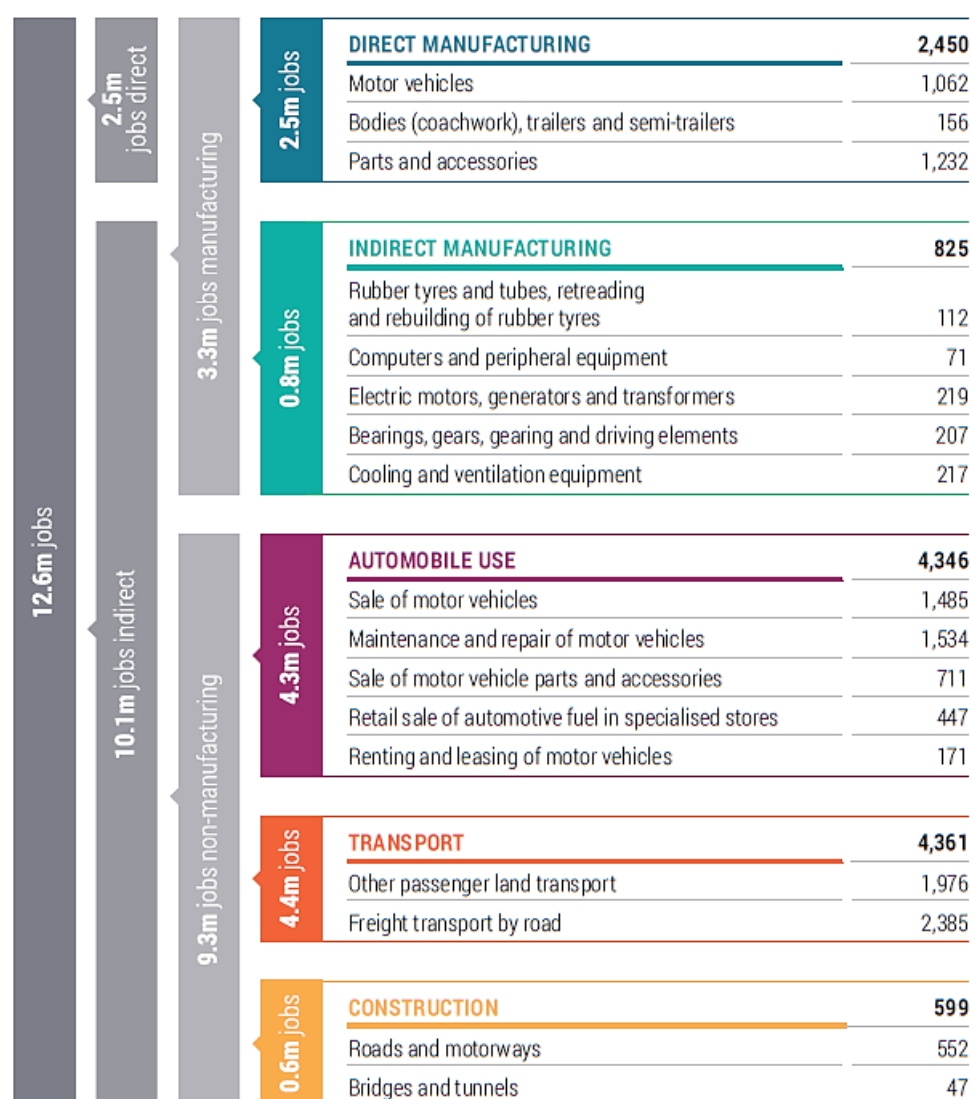 12.6m jobs
2.5m
jobs direct
10.1m jobs indirect
3.3m jobs manufacturing
9.3m jobs non-manufacturing
2.5m jobs
DIRECT MANUFACTURING 2,450
Motor vehicles 1,062
Bodies (coachwork), trailers and semi-trailers 156
Parts and accessories 1,232
0.8m jobs
INDIRECT MANUFACTURING 825
Rubber tyres and tubes, retreading
and rebuilding of rubber tyres 112
Computers and peripheral equipment 71
Electric motors, generators and transformers 219
Bearings, gears, gearing and driving elements 207
Cooling and ventilation equipment 217
4.3m jobs
AUTOMOBILE USE 4,346
Sale of motor vehicles 1,485
Maintenance and repair of motor vehicles 1,534
Sale of motor vehicle parts and accessories 711
Retail sale of automotive fuel in specialised stores 447
Renting and leasing of motor vehicles 171
4.4m jobs
TRANSPORT 4,361
Other passenger land transport 1,976
Freight transport by road 2,385
0.6m jobs
CONSTRUCTION 599
Roads and motorways 552
Bridges and tunnels 47